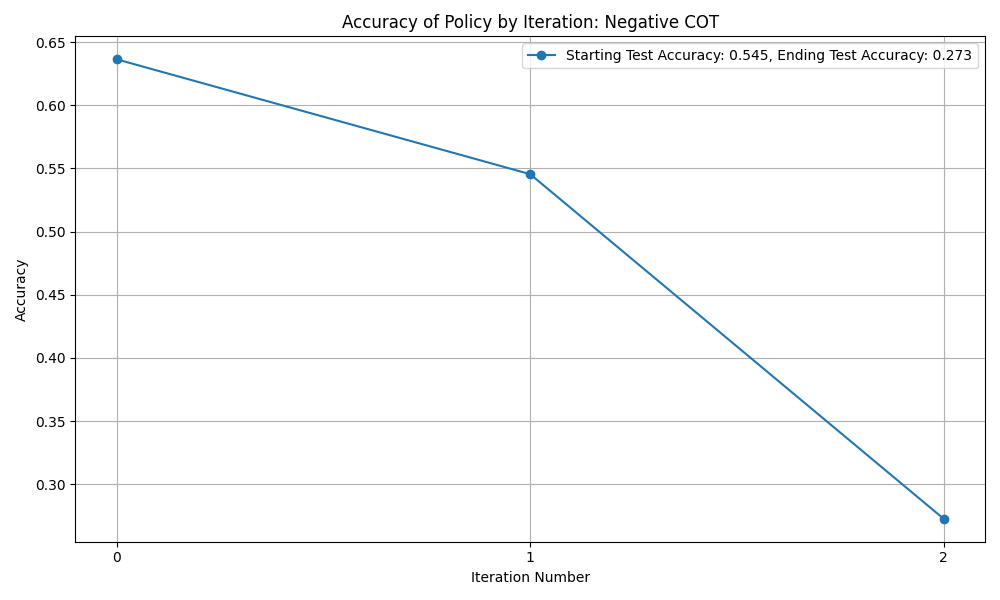 Accuracy of Policy by Iteration: Negative COT
Starting Test Accuracy: 0.545, Ending Test Accuracy: 0.273
0.65
0.60
0.55
0.50
0.45
0.40
0.35
0.30
Accuracy
0 1 2
Iteration Number